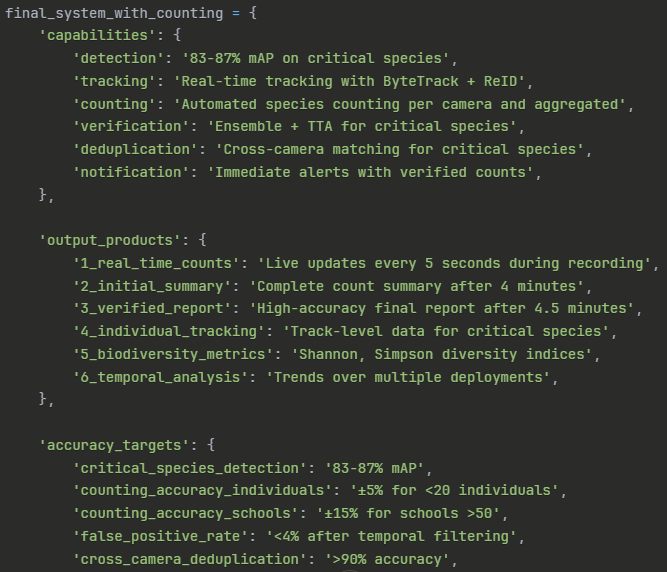 final_system_with_counting = {
    'capabilities': {
        'detection': '83-87% mAP on critical species',
        'tracking': 'Real-time tracking with ByteTrack + ReID',
        'counting': 'Automated species counting per camera and aggregated',
        'verification': 'Ensemble + TTA for critical species',
        'deduplication': 'Cross-camera matching for critical species',
        'notification': 'Immediate alerts with verified counts',
    },

    'output_products': {
        '1_real_time_counts': 'Live updates every 5 seconds during recording',
        '2_initial_summary': 'Complete count summary after 4 minutes',
        '3_verified_report': 'High-accuracy final report after 4.5 minutes',
        '4_individual_tracking': 'Track-level data for critical species',
        '5_biodiversity_metrics': 'Shannon, Simpson diversity indices',
        '6_temporal_analysis': 'Trends over multiple deployments',
    },

    'accuracy_targets': {
        'critical_species_detection': '83-87% mAP',
        'counting_accuracy_individuals': '±5% for <20 individuals',
        'counting_accuracy_schools': '±15% for schools >50',
        'false_positive_rate': '<4% after temporal filtering',
        'cross_camera_deduplication': '>90% accuracy',